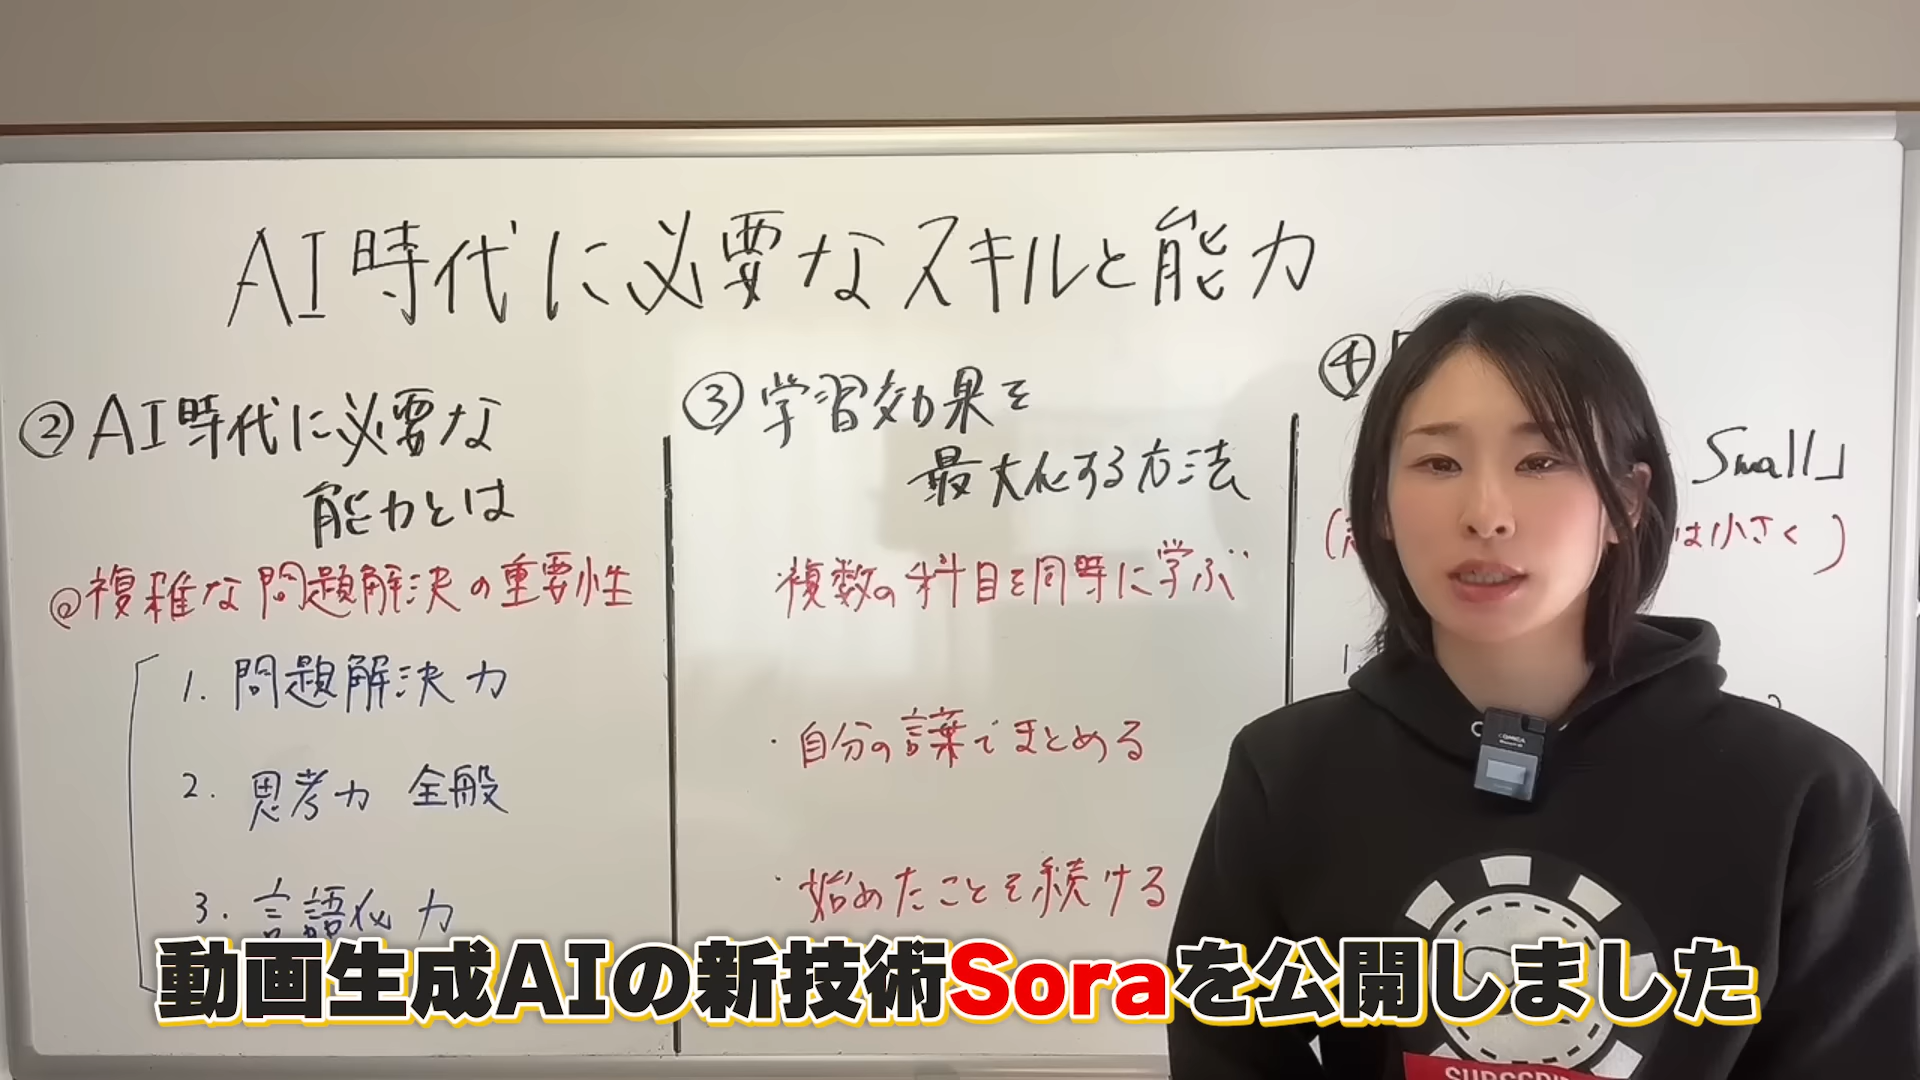 AI時代に必要なスキルと能力
②AI時代に必要な
能力とは
◎複雑な問題解決の重要性
1. 問題解決力
2. 思考力 全般
3. 言語化力
③学習効果を
最大化する方法
複数の科目を同時に学ぶ
・自分の言葉でまとめる
・始めたことを続ける
④
Small」
は小さく)
1.
COMICA
動画生成AIの新技術Soraを公開しました